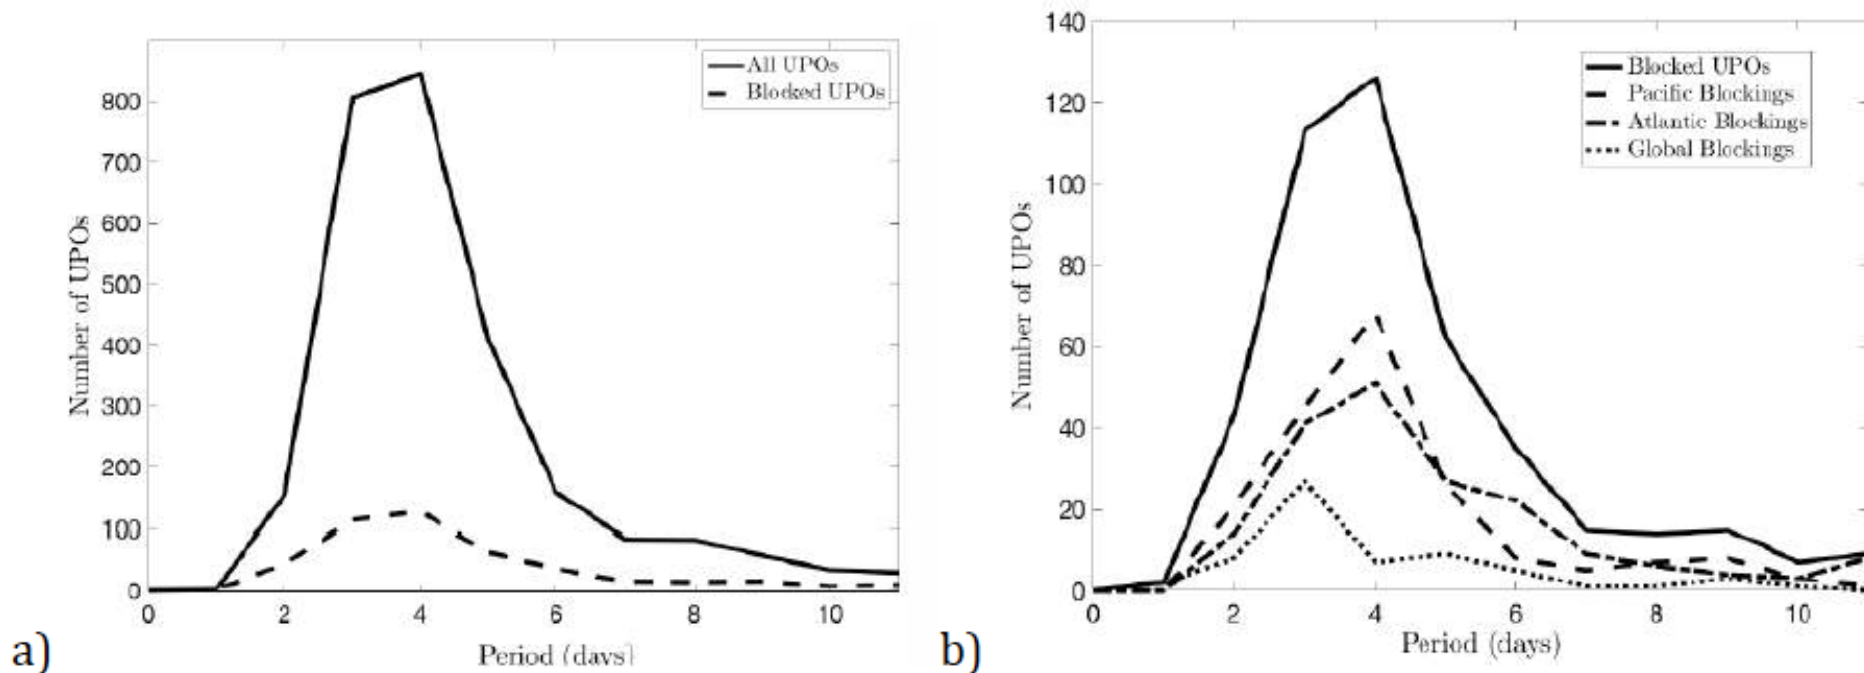 All UPOs
Blocked UPOs
800
700
600
500
400
300
200
100
0
Number of UPOs
0 2 4 6 8 10
Period (days)
a)
140
120
100
80
60
40
20
0
Number of UPOs
Blocked UPOs
Pacific Blockings
Atlantic Blockings
Global Blockings
0 2 4 6 8 10
Period (days)
b)